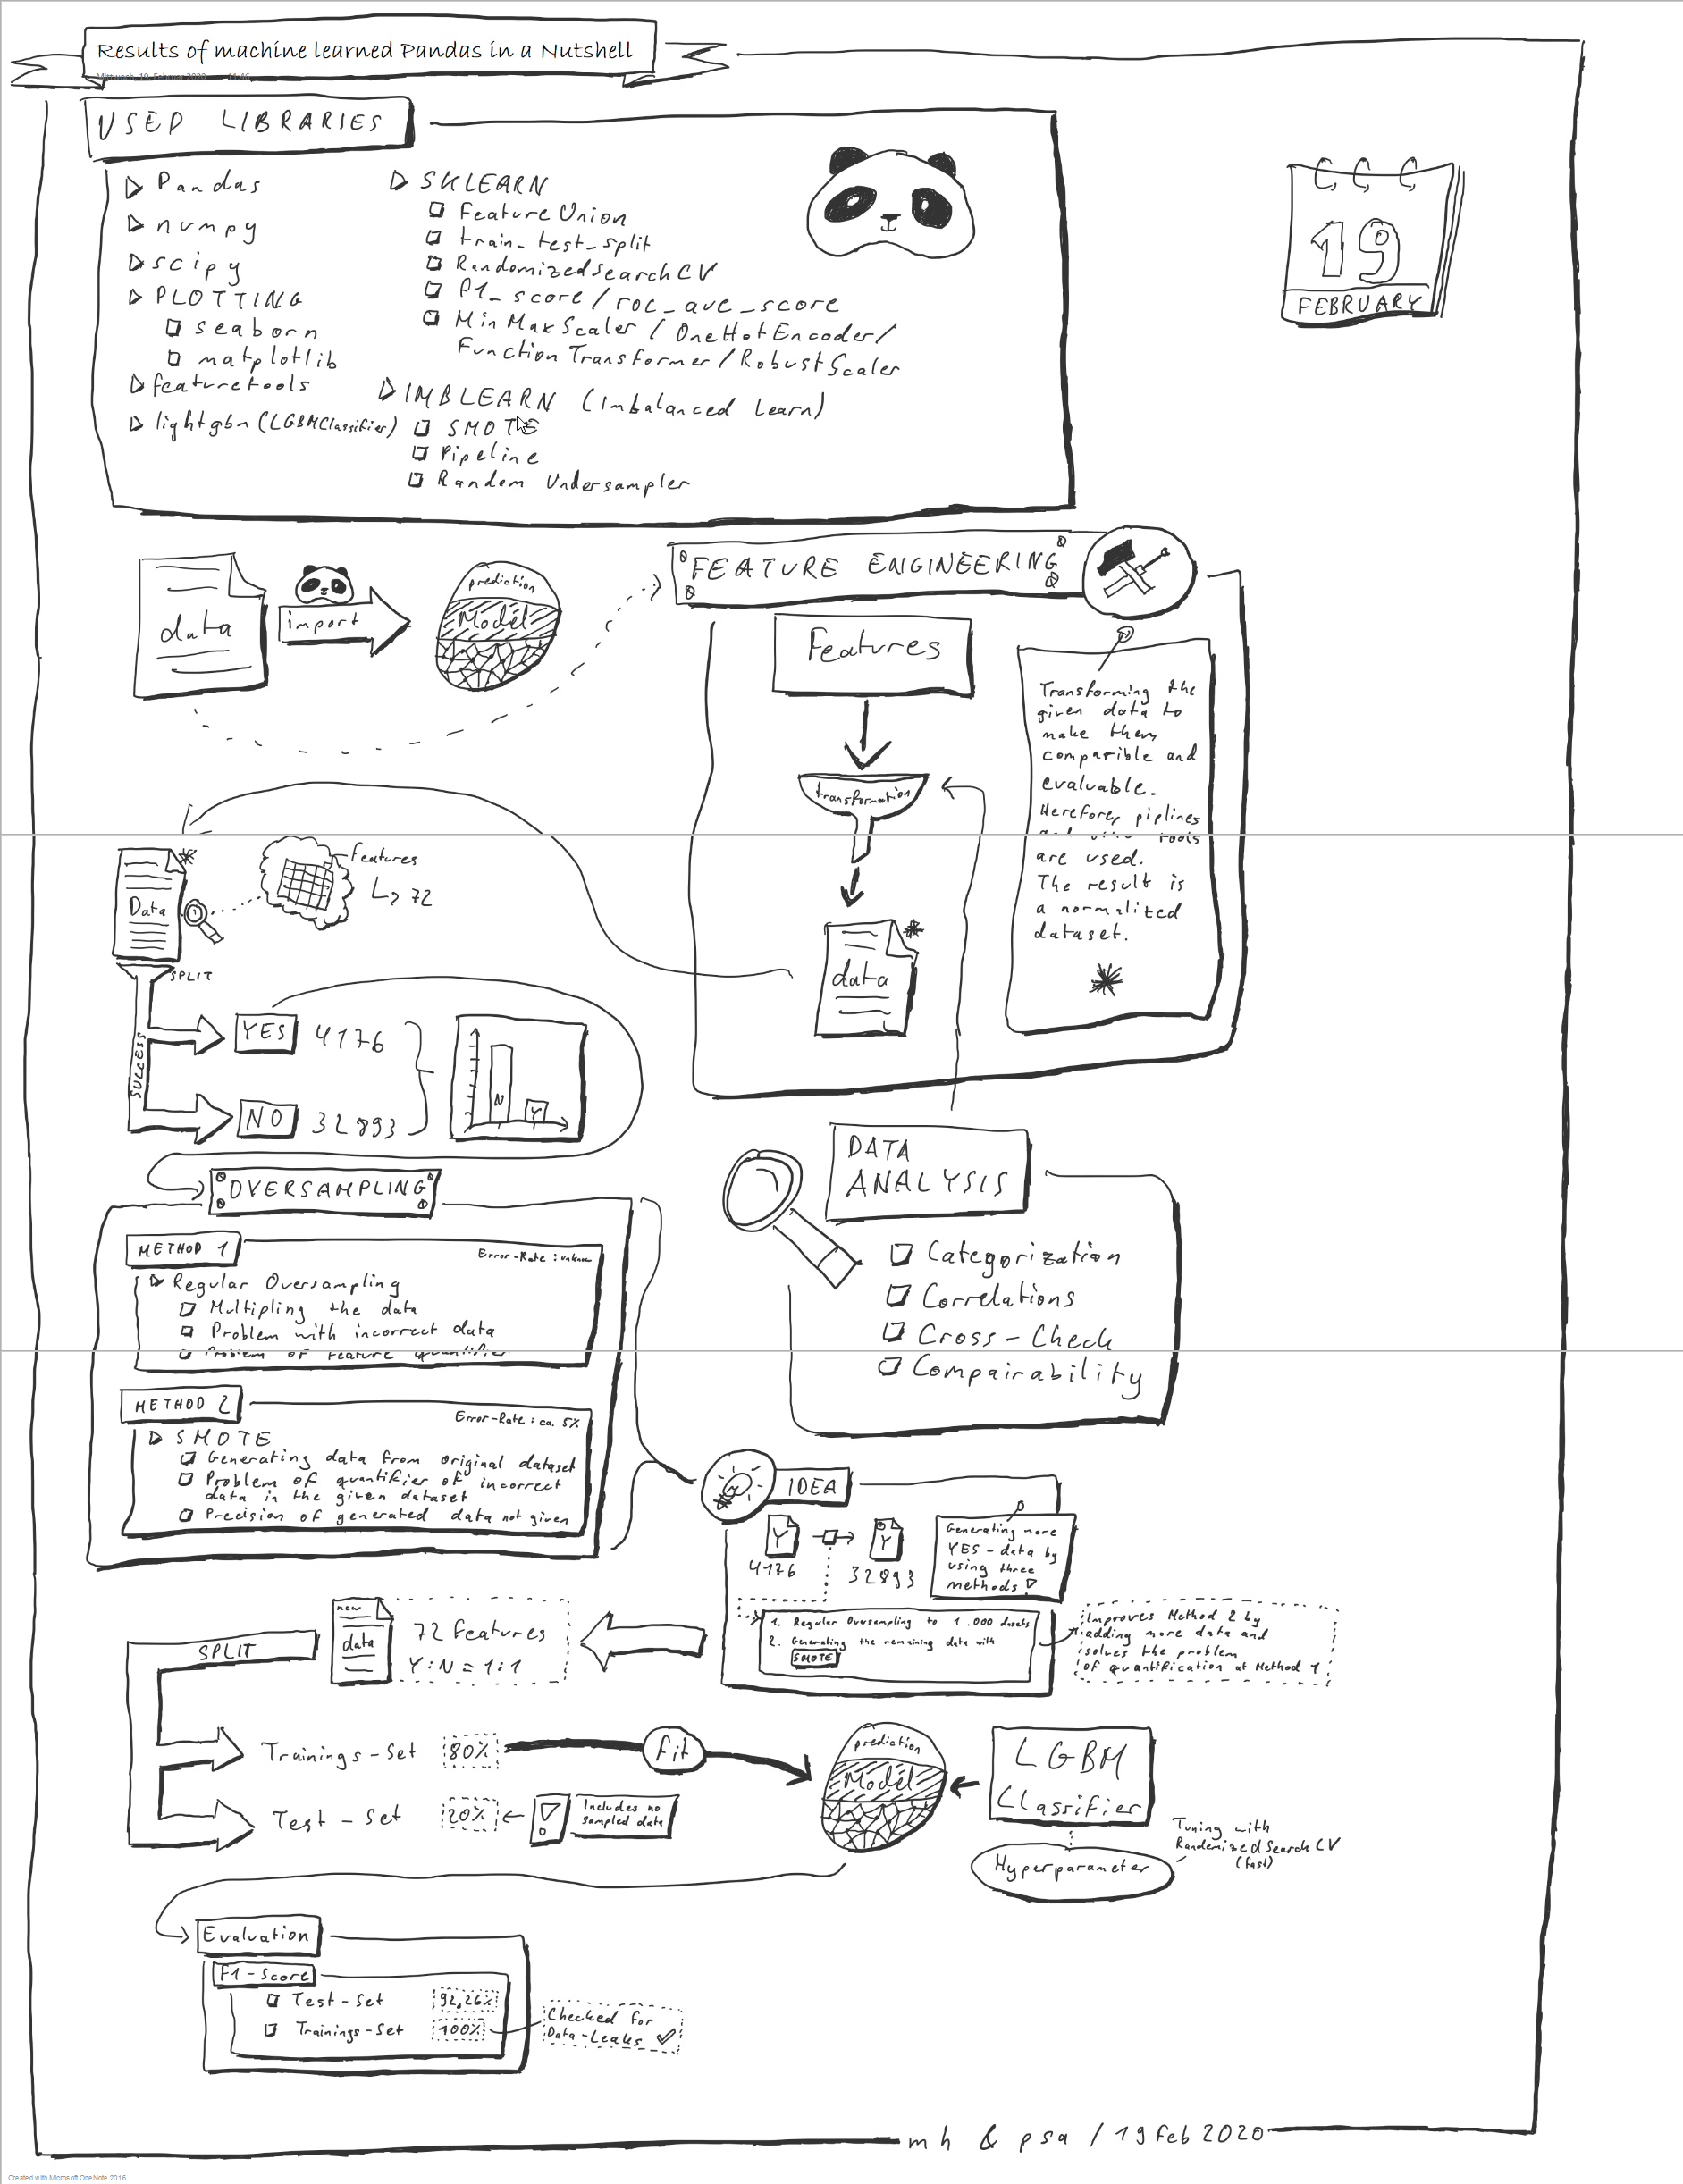 Results of machine learned Pandas in a Nutshell
Mittwoch, 19. Februar 2020 11:46
USED LIBRARIES
Pandas
numpy
scipy
PLOTTING
seaborn
matplotlib
featuretools
lightgbm (LGBMClassifier)
SKLEARN
Feature Union
train_test_split
RandomizedSearchCV
f1_score / roc_auc_score
MinMaxScaler / OneHotEncoder /
Function Transformer / RobustScaler
IMBLEARN (Imbalanced Learn)
SMOTE
Pipeline
Random Undersampler
19
FEBRUARY
data
import
prediction
Model
FEATURE ENGINEERING
Features
transformation
data
Transforming the
given data to
make them
comparible and
evaluable.
Herefore, piplines
tools
are used.
The result is
a normalized
dataset.
Data
Features
72
SPLIT
SUCCESS
YES 4176
NO 32893
N
Y
OVERSAMPLING
METHOD 1
Error-Rate : unknown
Regular Oversampling
Multipling the data
Problem with incorrect data
Problem of feature quantifier
METHOD 2
Error-Rate : ca. 5%
SMOTE
Generating data from original dataset
Problem of quantifier of incorrect
data in the given dataset
Precision of generated data not given
DATA
ANALYSIS
Categorization
Correlations
Cross-Check
Compairability
IDEA
Y
4176
Y
32893
Generating more
YES-data by
using three
methods
1. Regular Oversampling to 1.000 dsets
2. Generating the remaining data with
SMOTE
Improves Method 2 by
adding more data and
solves the problem
of quantification at Method 1
new
data
72 features
Y:N = 1:1
SPLIT
Trainings-Set 80%
fit
Test-Set 20%
Includes no
sampled data
prediction
Model
LGBM
Classifier
Hyperparameter
Tuning with
RandomizedSearchCV
(fast)
Evaluation
F1-Score
Test-Set 92,26%
Trainings-Set 100%
Checked for
Data-Leaks
mh & psa / 19 Feb 2020
Created with Microsoft OneNote 2016.